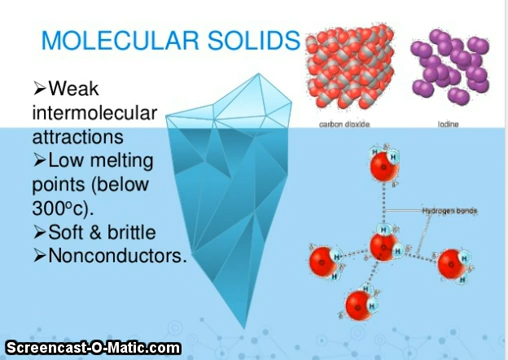 MOLECULAR SOLIDS
➤Weak
intermolecular
attractions
➤Low melting
points (below
300ºc).
➤Soft & brittle
➤Nonconductors.
carbon dioxide
Iodine
H H
Hydrogen bonds
H
H
H
H
H
H
H
Screencast-O-Matic.com